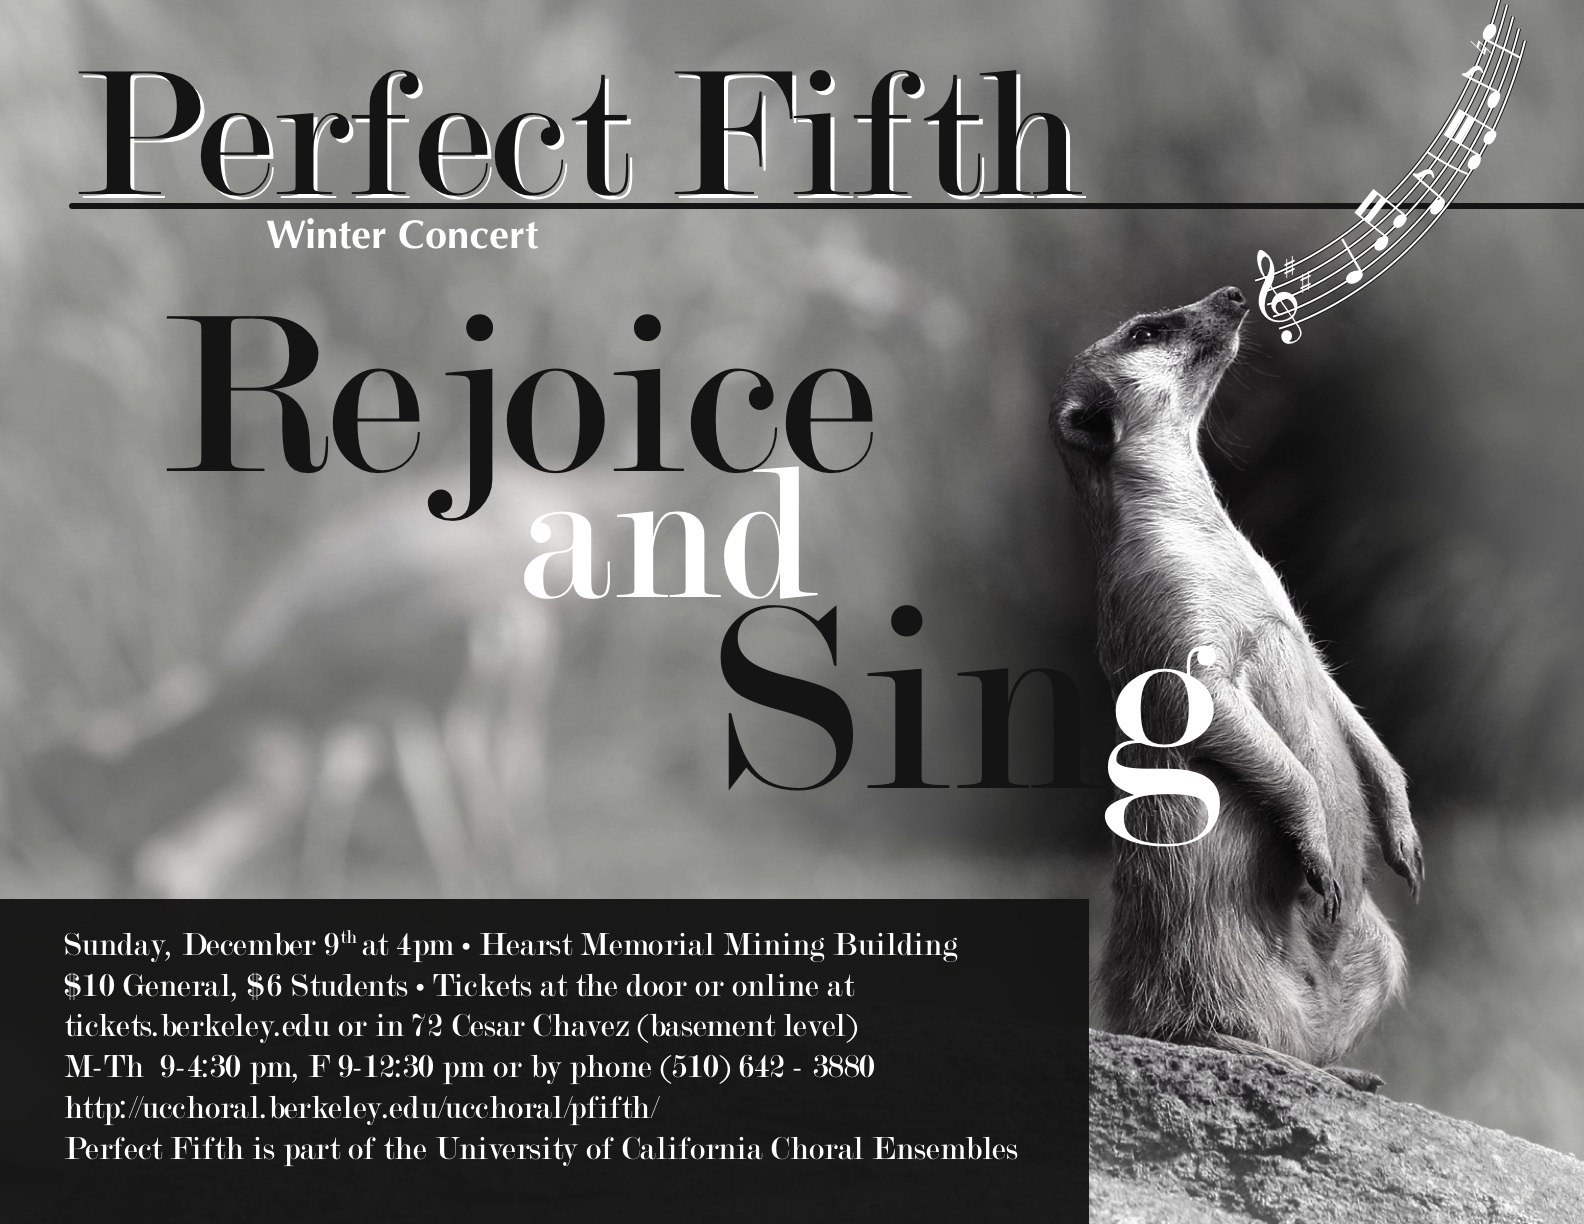 Perfect Fifth
Winter Concert
Rejoice
and
Sing
Sunday, December 9th at 4pm • Hearst Memorial Mining Building
$10 General, $6 Students • Tickets at the door or online at
tickets.berkeley.edu or in 72 Cesar Chavez (basement level)
M-Th  9-4:30 pm, F 9-12:30 pm or by phone (510) 642 - 3880
http://ucchoral.berkeley.edu/ucchoral/pfifth/
Perfect Fifth is part of the University of California Choral Ensembles